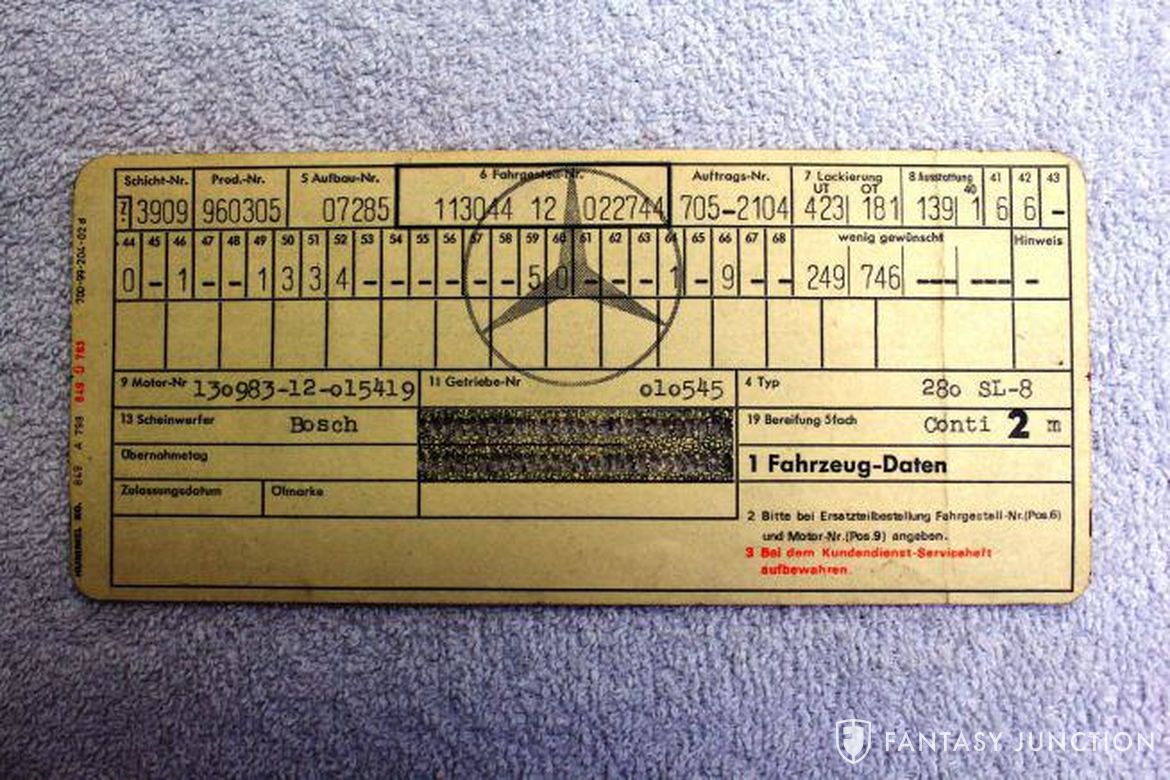 Schicht-Nr. Prod.-Nr. 5 Aufbau-Nr. 6 Fahrgestell-Nr. Auftrags-Nr. 7 Lackierung 8 Ausstattung 41 42 43
UT OT 40
3909 960305 07285 113044 12 022744 705-2104 423 181 139 1 6 6 -
44 45 46 47 48 49 50 51 52 53 54 55 56 57 58 59 60 61 62 63 64 65 66 67 68 wenig gewünscht Hinweis
0 - 1 - - 1 3 3 4 - - - - - - 5 0 - - - 1 - 9 - - 249 746 --- --- -
9 Motor-Nr 130983-12-015419 11 Getriebe-Nr 010545 4 Typ 280 SL-8
13 Scheinwerfer Bosch 19 Bereifung 5fach Conti 2 m
Übernahmetag 1 Fahrzeug-Daten
Zulassungsdatum Ölmarke
2 Bitte bei Ersatzteilbestellung Fahrgestell-Nr.(Pos.6)
und Motor-Nr.(Pos.9) angeben.
3 Bei dem Kundendienst-Serviceheft
aufbewahren.
FANTASY JUNCTION